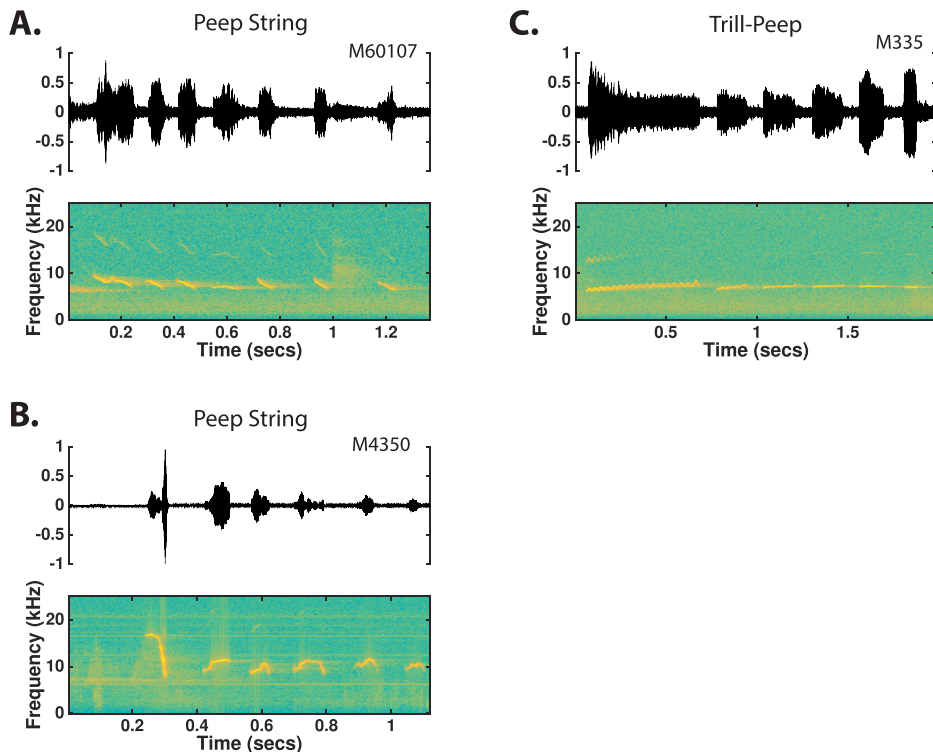 A.
Peep String
M60107
1
0.5
0
-0.5
-1
Frequency (kHz)
20
10
0
0.2 0.4 0.6 0.8 1 1.2
Time (secs)
C.
Trill-Peep
M335
1
0.5
0
-0.5
-1
Frequency (kHz)
20
10
0
0.5 1 1.5
Time (secs)
B.
Peep String
M4350
1
0.5
0
-0.5
-1
Frequency (kHz)
20
10
0
0.2 0.4 0.6 0.8 1
Time (secs)